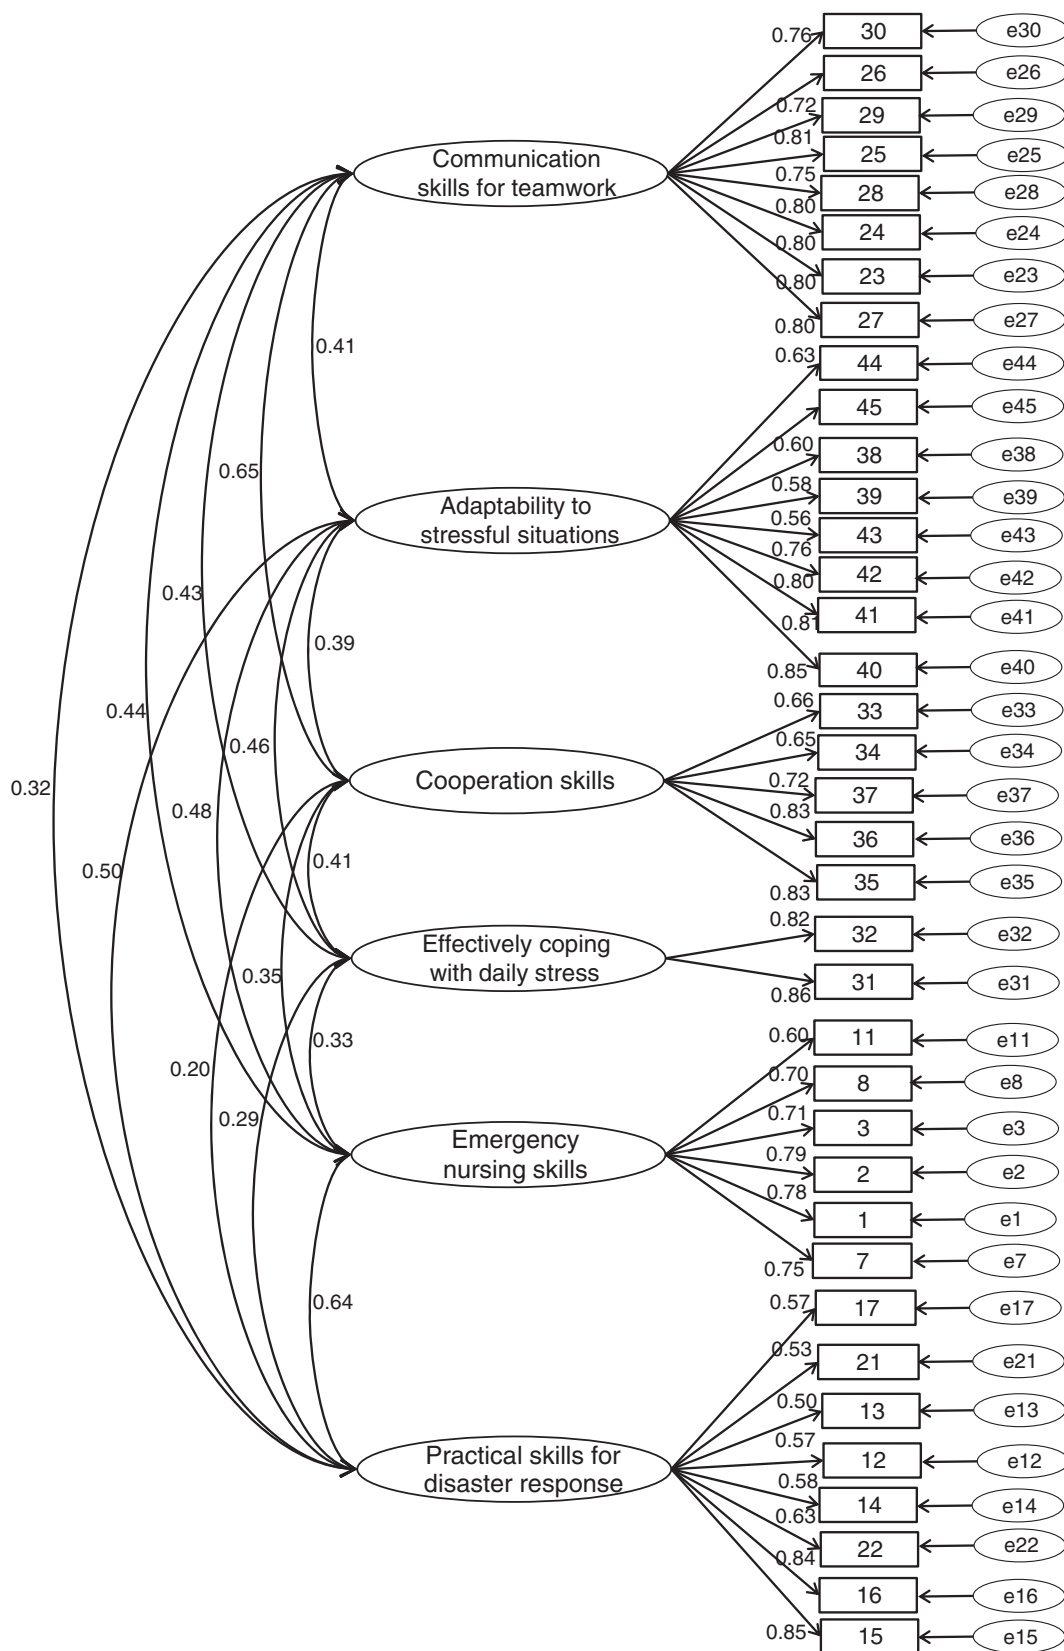 0.76
30
e30
26
e26
0.72
29
e29
0.81
25
e25
Communication
skills for teamwork
0.75
28
e28
0.80
24
e24
0.80
23
e23
0.80
27
e27
0.80
0.41
0.63
44
e44
45
e45
0.60
38
e38
0.65
0.58
39
e39
Adaptability to
stressful situations
0.56
43
e43
0.76
42
e42
0.80
0.43
41
e41
0.81
0.39
40
e40
0.85
0.66
33
e33
0.44
0.65
34
e34
0.46
Cooperation skills
0.72
37
e37
0.32
0.48
0.83
36
e36
0.41
0.50
35
e35
0.83
0.82
32
e32
Effectively coping
with daily stress
0.35
31
e31
0.86
0.33
0.60
11
e11
0.20
0.70
8
e8
0.29
0.71
3
e3
Emergency
nursing skills
0.79
2
e2
0.78
1
e1
7
e7
0.75
0.64
0.57
17
e17
0.53
21
e21
0.50
13
e13
0.57
12
e12
Practical skills for
disaster response
0.58
14
e14
0.63
22
e22
0.84
16
e16
0.85
15
e15